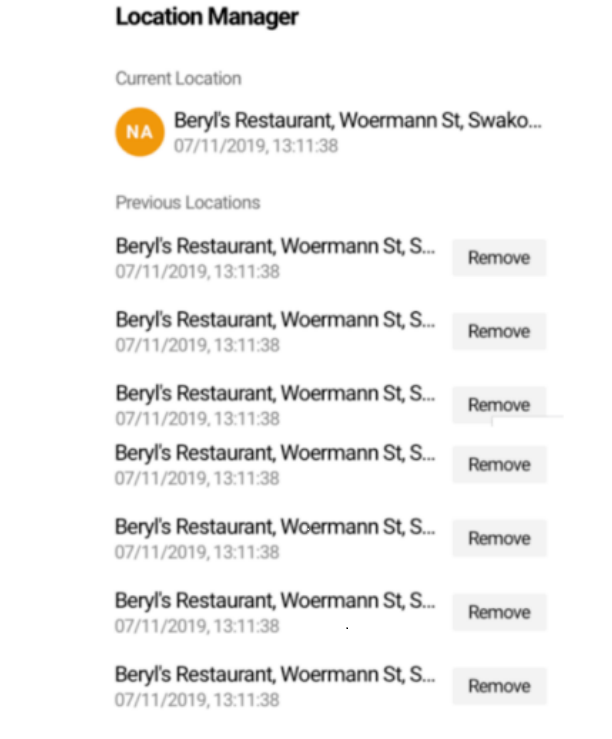 Location Manager
Current Location
NA
Beryl's Restaurant, Woermann St, Swako...
07/11/2019, 13:11:38
Previous Locations
Beryl's Restaurant, Woermann St, S...
07/11/2019, 13:11:38
Remove
Beryl's Restaurant, Woermann St, S...
07/11/2019, 13:11:38
Remove
Beryl's Restaurant, Woermann St, S...
07/11/2019, 13:11:38
Remove
Beryl's Restaurant, Woermann St, S...
07/11/2019, 13:11:38
Remove
Beryl's Restaurant, Woermann St, S...
07/11/2019, 13:11:38
Remove
Beryl's Restaurant, Woermann St, S...
07/11/2019, 13:11:38
Remove
Beryl's Restaurant, Woermann St, S...
07/11/2019, 13:11:38
Remove